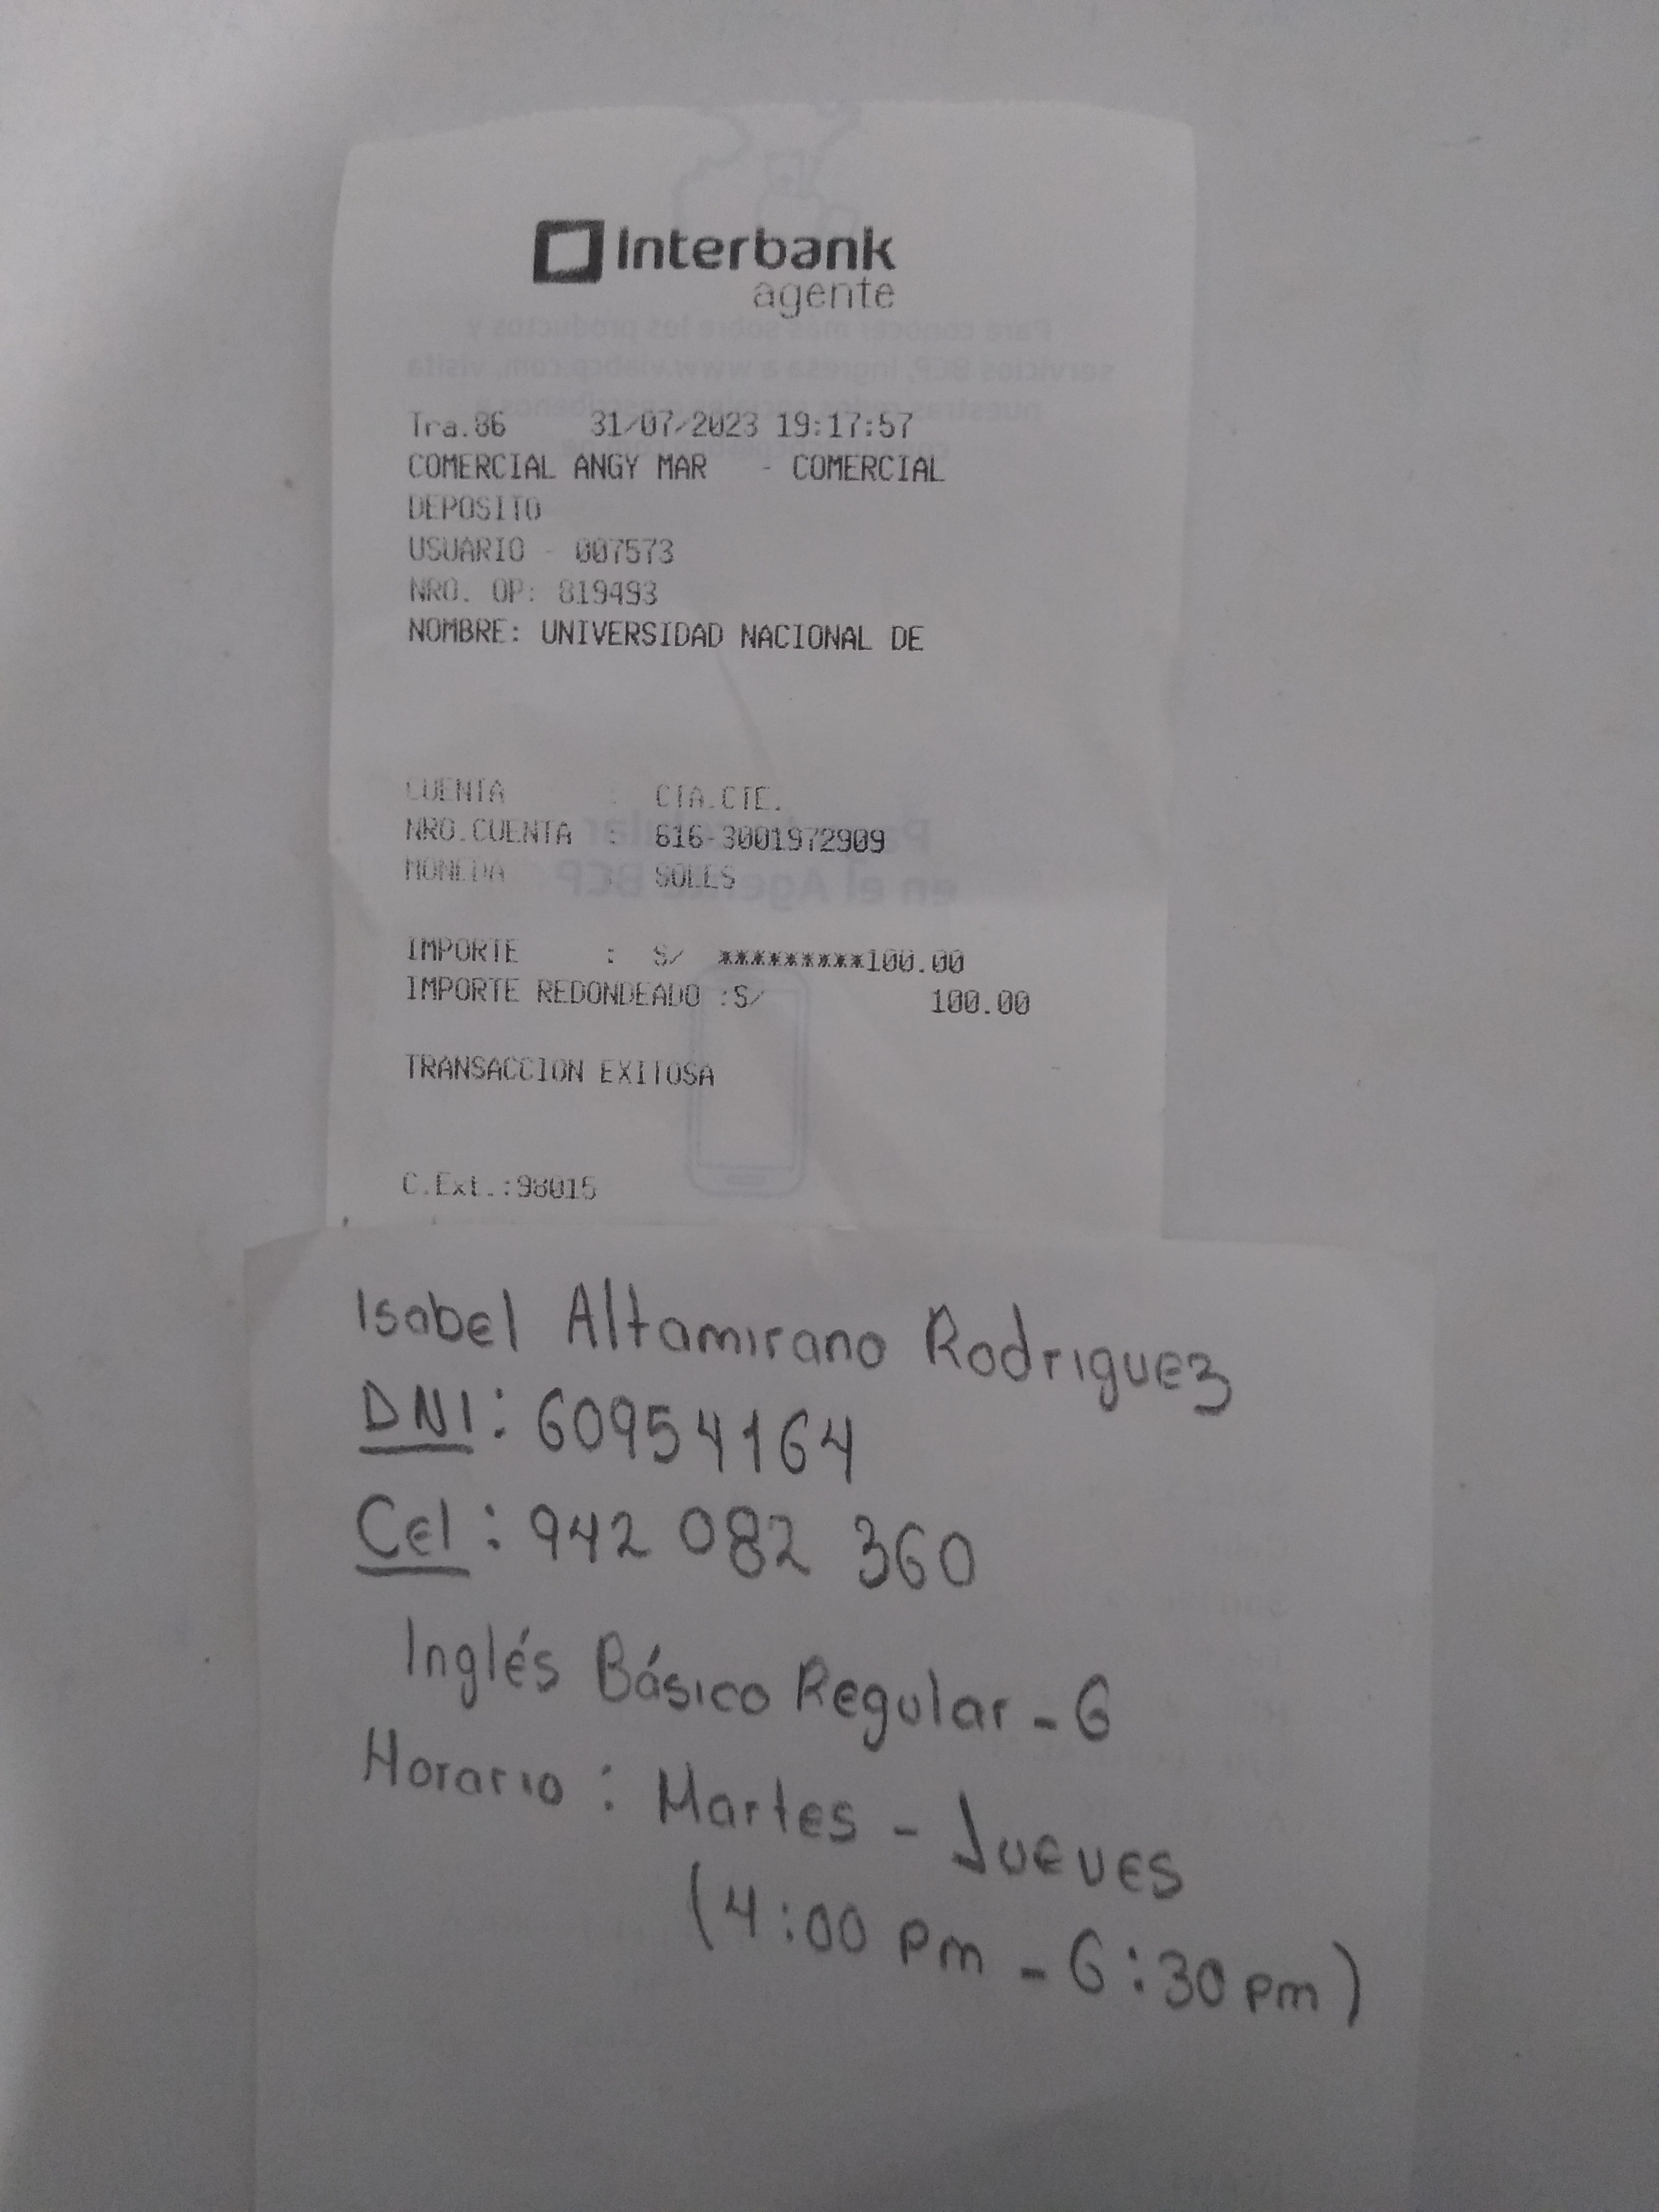 Interbank
agente
Tra.86 31/07/2023 19:17:57
COMERCIAL ANGY MAR - COMERCIAL
DEPOSITO
USUARIO - 007573
NRO. OP: 819493
NOMBRE: UNIVERSIDAD NACIONAL DE
CUENTA : CTA.CTE.
NRO.CUENTA : 616-3001972909
MONEDA : SOLES
IMPORTE : S/ *********100.00
IMPORTE REDONDEADO :S/ 100.00
TRANSACCION EXITOSA
C.Ext.:98015
Isabel Altamirano Rodriguez
DNI: 60954164
Cel: 942 082 360
Inglés Básico Regular - 6
Horario: Martes - Jueves
(4:00 pm - 6:30 pm)